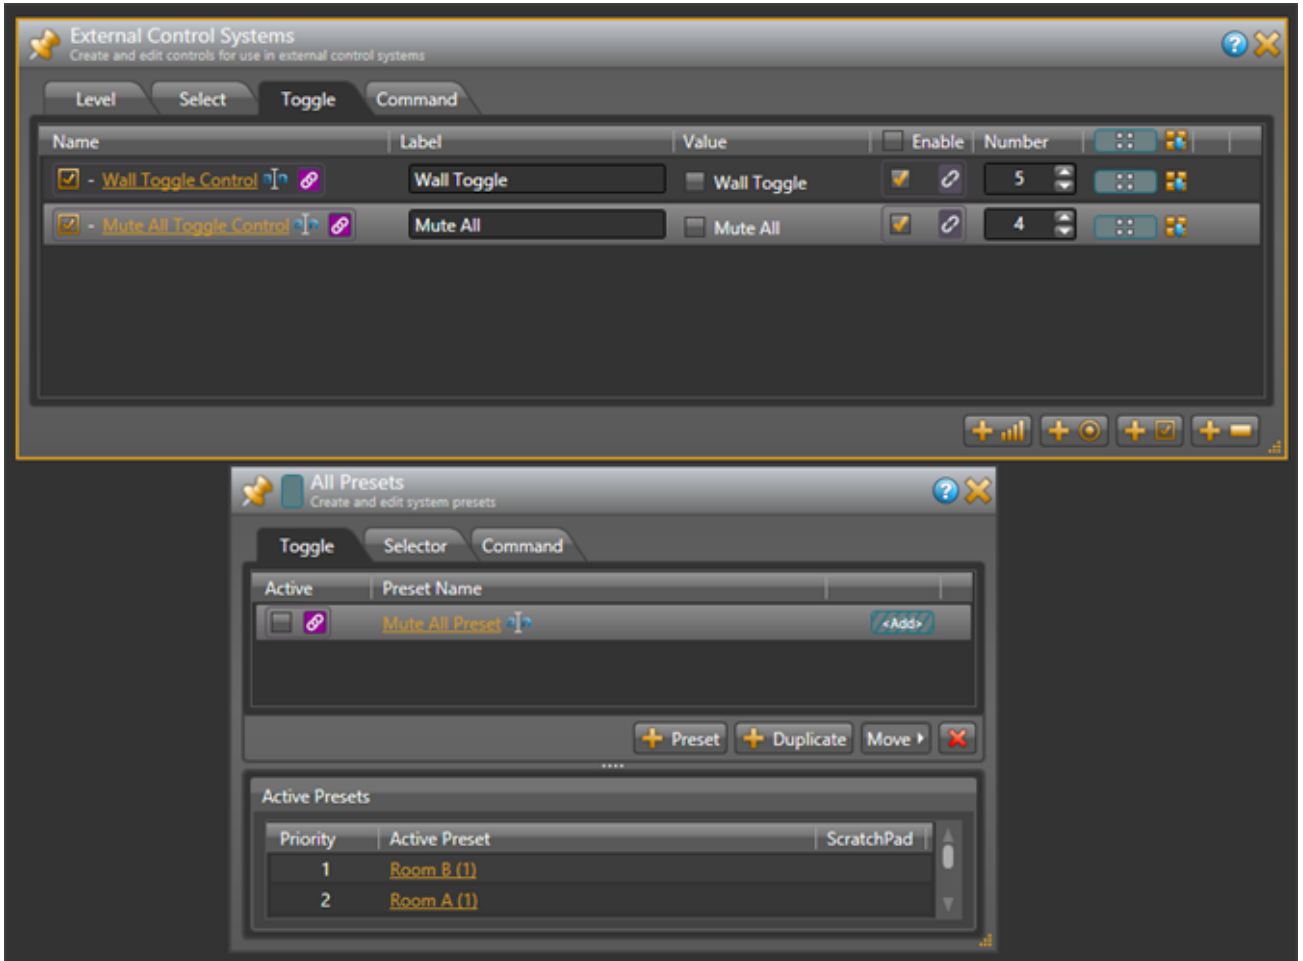 External Control Systems
Create and edit controls for use in external control systems
Level Select Toggle Command
Name Label Value Enable Number
- Wall Toggle Control Wall Toggle Wall Toggle 5
- Mute All Toggle Control Mute All Mute All 4
All Presets
Create and edit system presets
Toggle Selector Command
Active Preset Name
Mute All Preset <Add>
Preset Duplicate Move
Active Presets
Priority Active Preset ScratchPad
1 Room B (1)
2 Room A (1)